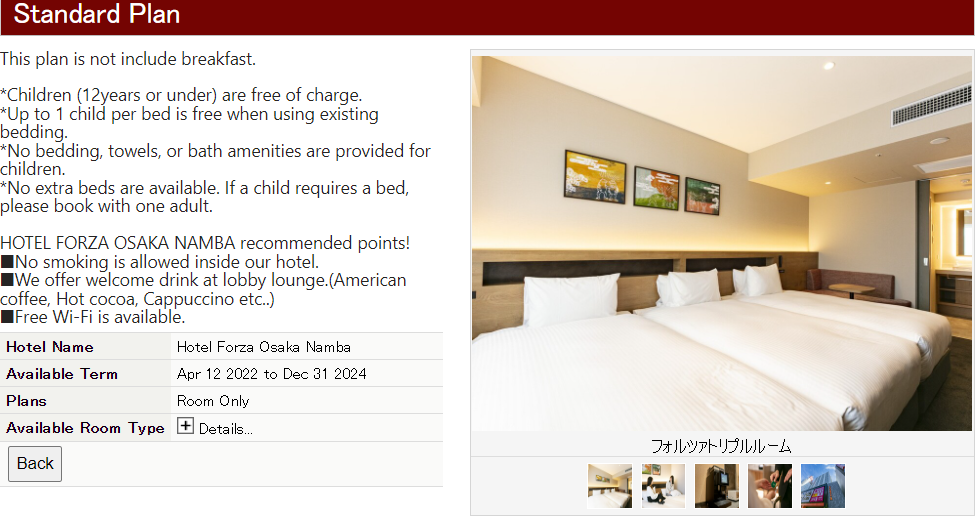 Standard Plan
This plan is not include breakfast.
*Children (12years or under) are free of charge.
*Up to 1 child per bed is free when using existing
bedding.
*No bedding, towels, or bath amenities are provided for
children.
*No extra beds are available. If a child requires a bed,
please book with one adult.
HOTEL FORZA OSAKA NAMBA recommended points!
■No smoking is allowed inside our hotel.
■We offer welcome drink at lobby lounge.(American
coffee, Hot cocoa, Cappuccino etc..)
■Free Wi-Fi is available.
Hotel Name Hotel Forza Osaka Namba
Available Term Apr 12 2022 to Dec 31 2024
Plans Room Only
Available Room Type Details...
Back
フォルツァトリプルルーム